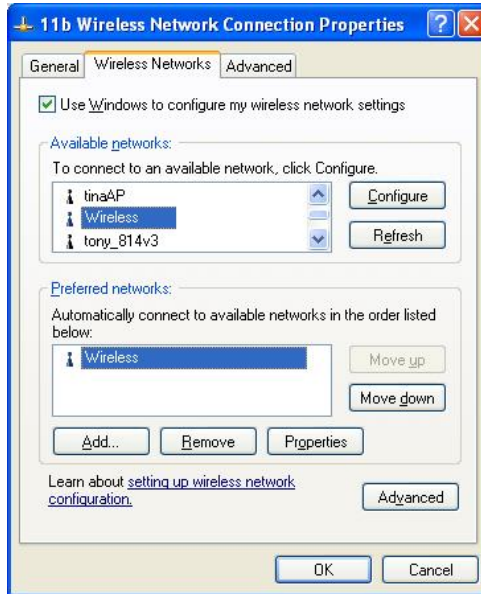 11b Wireless Network Connection Properties
General Wireless Networks Advanced
Use Windows to configure my wireless network settings
Available networks:
To connect to an available network, click Configure.
tinaAP
Wireless
tony_814v3
Configure
Refresh
Preferred networks:
Automatically connect to available networks in the order listed
below:
Wireless
Move up
Move down
Add... Remove Properties
Learn about setting up wireless network
configuration.
Advanced
OK Cancel